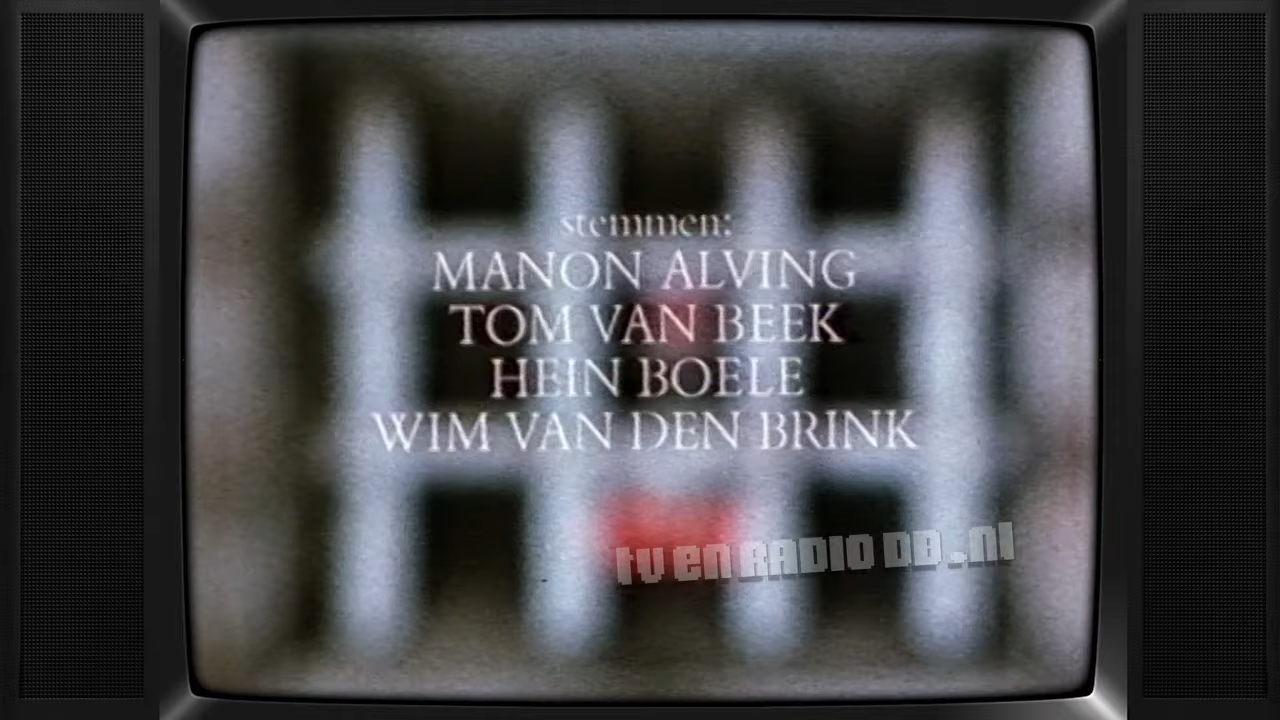 stemmen:
MANON ALVING
TOM VAN BEEK
HEIN BOELE
WIM VAN DEN BRINK
tv en RADIO DB.nl